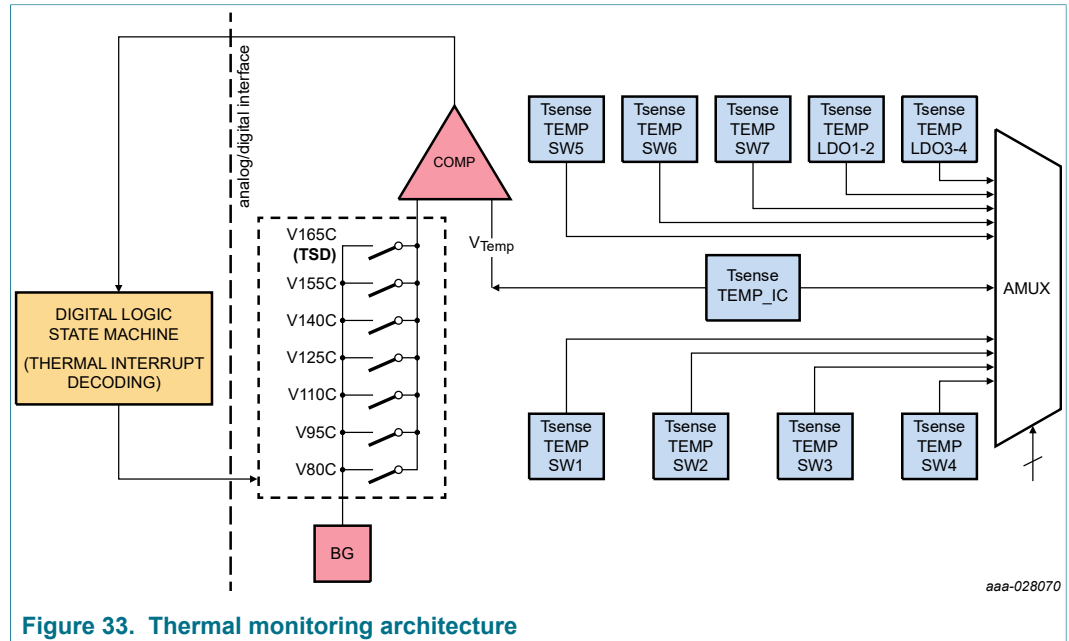 analog/digital interface
COMP
Tsense
TEMP
SW5
Tsense
TEMP
SW6
Tsense
TEMP
SW7
Tsense
TEMP
LDO1-2
Tsense
TEMP
LDO3-4
V165C
(TSD)
V155C
V140C
V125C
V110C
V95C
V80C
VTemp
Tsense
TEMP_IC
AMUX
DIGITAL LOGIC
STATE MACHINE
(THERMAL INTERRUPT
DECODING)
Tsense
TEMP
SW1
Tsense
TEMP
SW2
Tsense
TEMP
SW3
Tsense
TEMP
SW4
BG
aaa-028070
Figure 33. Thermal monitoring architecture